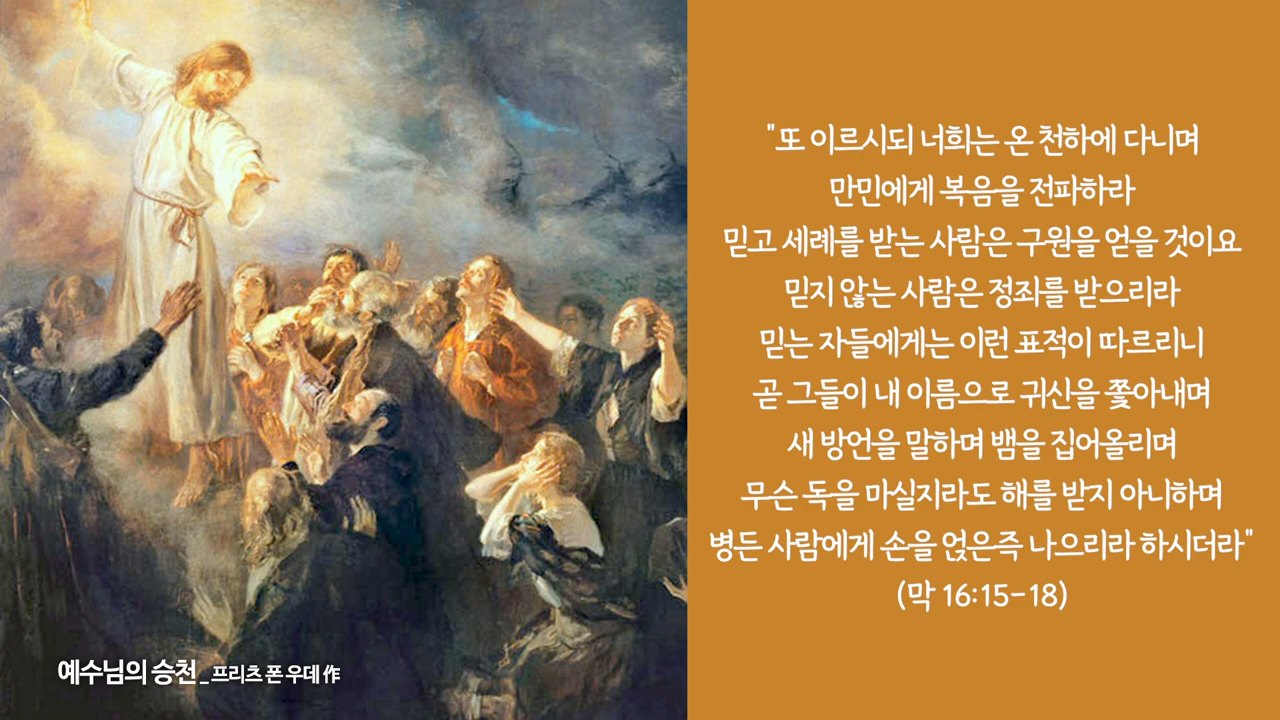 "또 이르시되 너희는 온 천하에 다니며
만민에게 복음을 전파하라
믿고 세례를 받는 사람은 구원을 얻을 것이요
믿지 않는 사람은 정죄를 받으리라
믿는 자들에게는 이런 표적이 따르리니
곧 그들이 내 이름으로 귀신을 쫓아내며
새 방언을 말하며 뱀을 집어올리며
무슨 독을 마실지라도 해를 받지 아니하며
병든 사람에게 손을 얹은즉 나으리라 하시더라"
(막 16:15-18)
예수님의 승천_프리츠 폰 우데 作